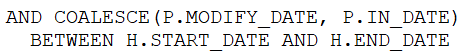 AND COALESCE(P.MODIFY_DATE, P.IN_DATE)
BETWEEN H.START_DATE AND H.END_DATE